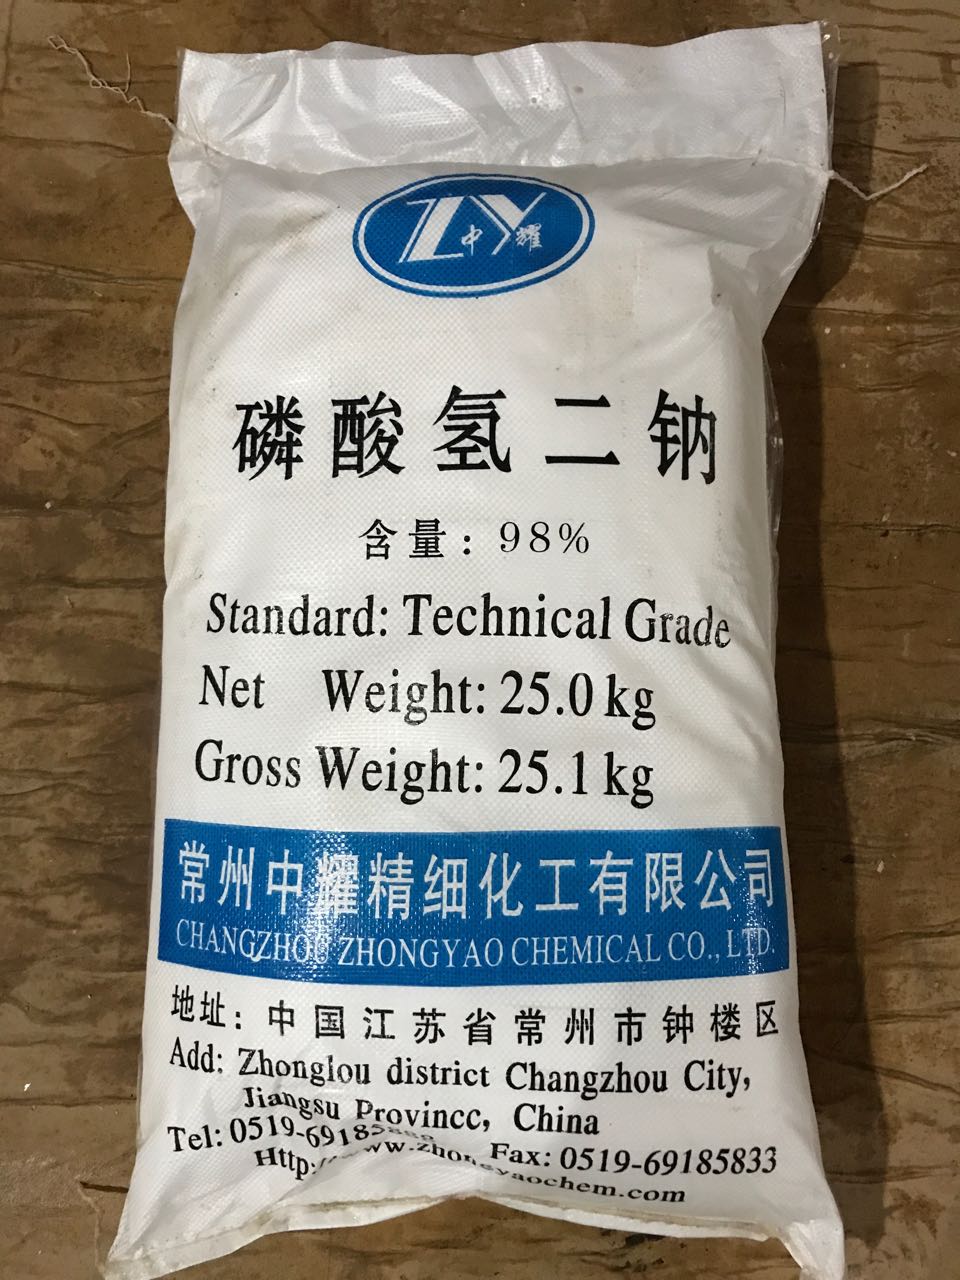 ZY
中耀
磷酸氢二钠
含量：98%
Standard: Technical Grade
Net Weight: 25.0 kg
Gross Weight: 25.1 kg
常州中耀精细化工有限公司
CHANGZHOU ZHONGYAO CHEMICAL CO., LTD.
地址：中国江苏省常州市钟楼区
Add: Zhonglou district Changzhou City,
Jiangsu Provincc, China
Tel: Fax: 0519-69185833